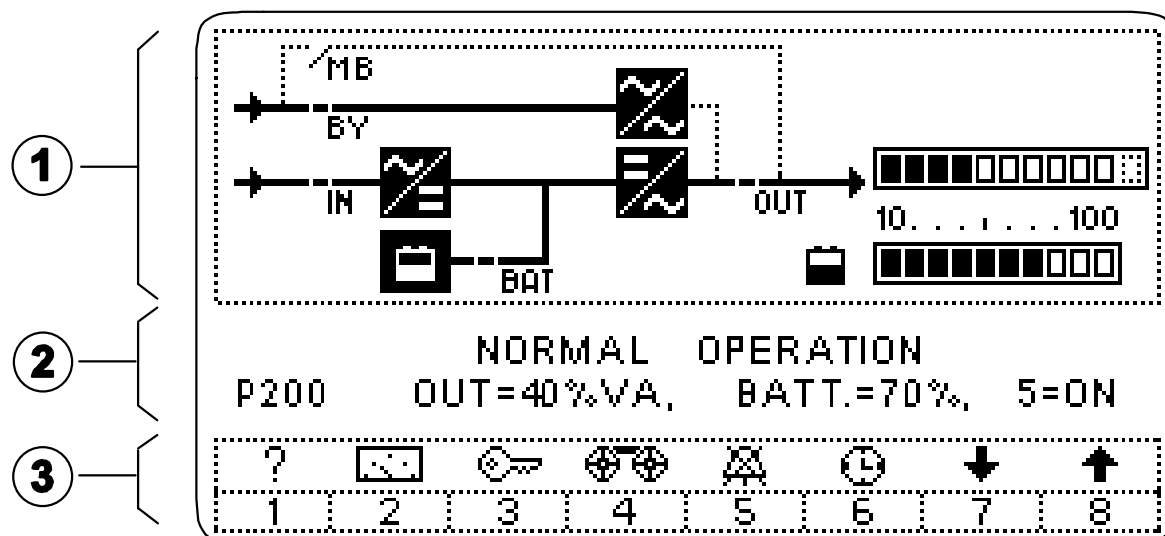 1
MB
BY
IN
OUT
10. . . ı . . . 100
BAT
2
NORMAL OPERATION
P200 OUT=40%VA, BATT.=70%, 5=ON
3
?
1 2 3 4 5 6 7 8